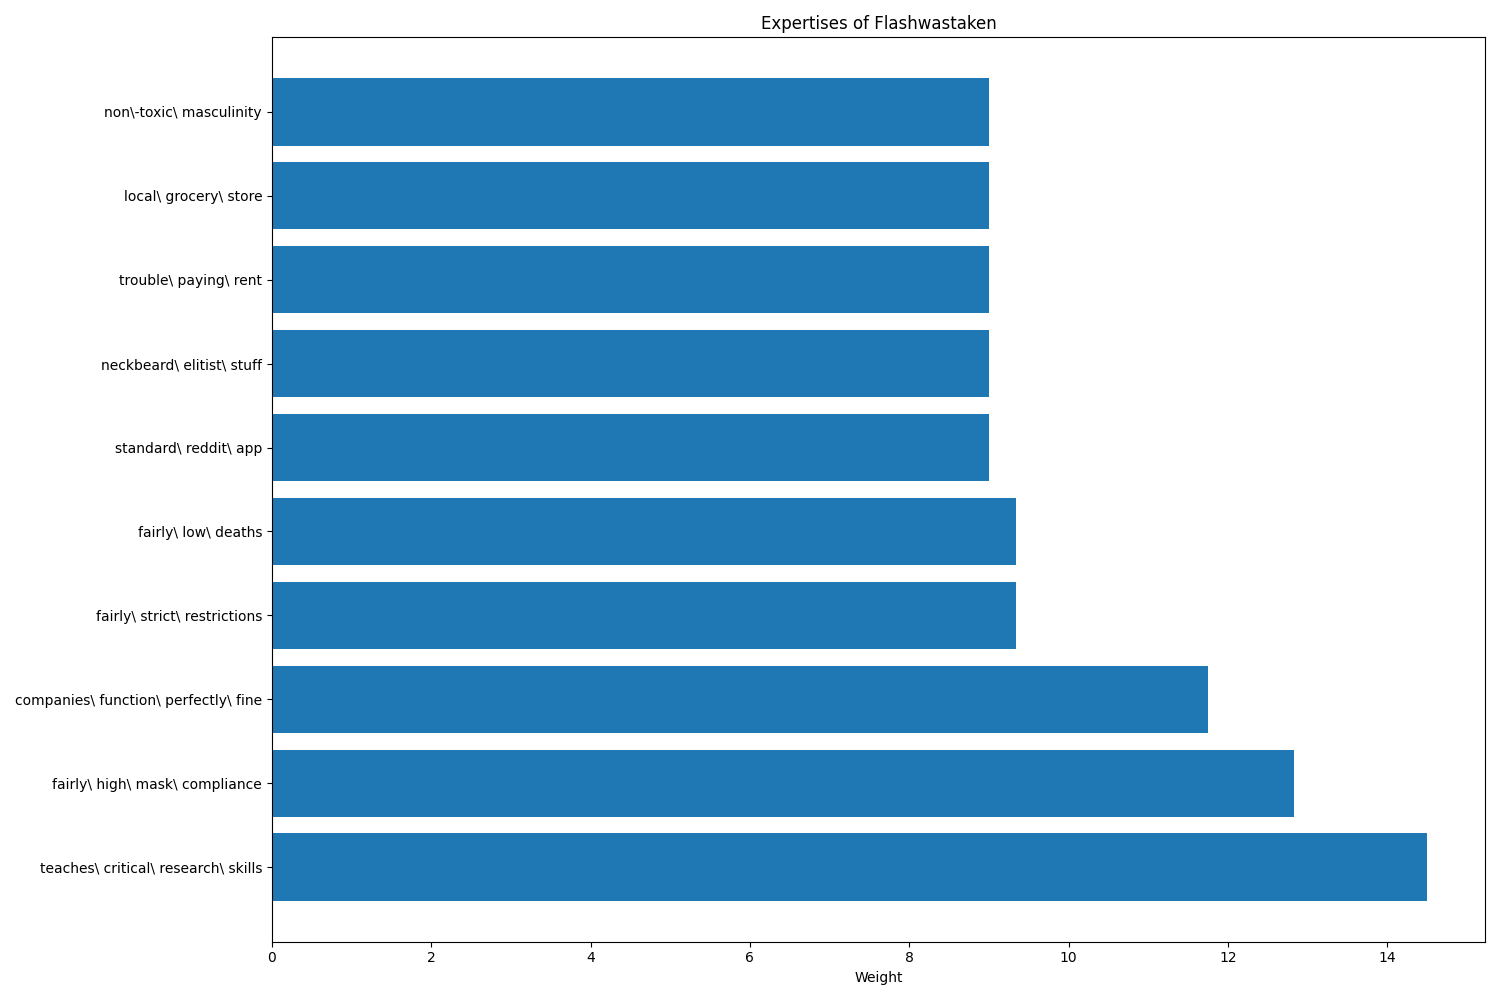 Expertises of Flashwastaken
non\-toxic\ masculinity
local\ grocery\ store
trouble\ paying\ rent
neckbeard\ elitist\ stuff
standard\ reddit\ app
fairly\ low\ deaths
fairly\ strict\ restrictions
companies\ function\ perfectly\ fine
fairly\ high\ mask\ compliance
teaches\ critical\ research\ skills
0 2 4 6 8 10 12 14
Weight